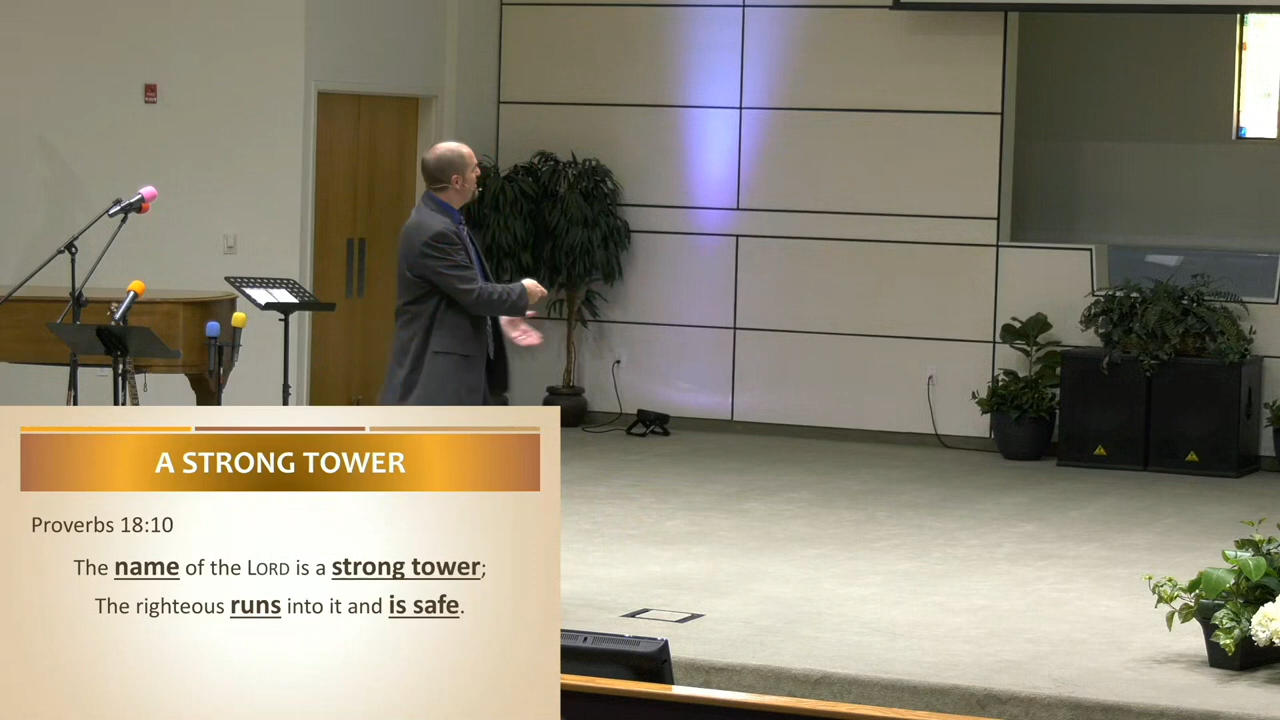 A STRONG TOWER
Proverbs 18:10
The name of the LORD is a strong tower;
The righteous runs into it and is safe.